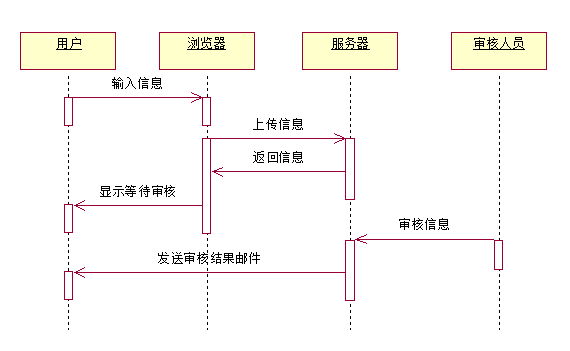 用户
浏览器
服务器
审核人员
输入信息
上传信息
返回信息
显示等待审核
审核信息
发送审核结果邮件